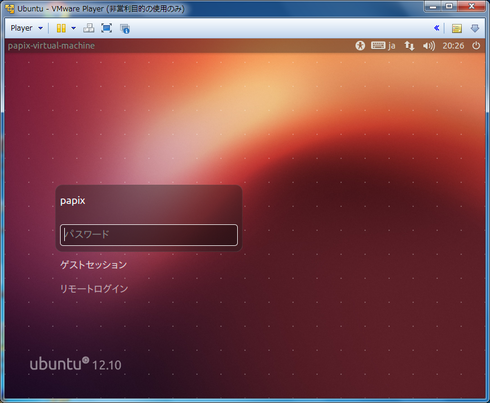 Ubuntu - VMware Player (非営利目的の使用のみ)
Player
papix-virtual-machine ja 20:26
papix
パスワード
ゲストセッション
リモートログイン
ubuntu 12.10